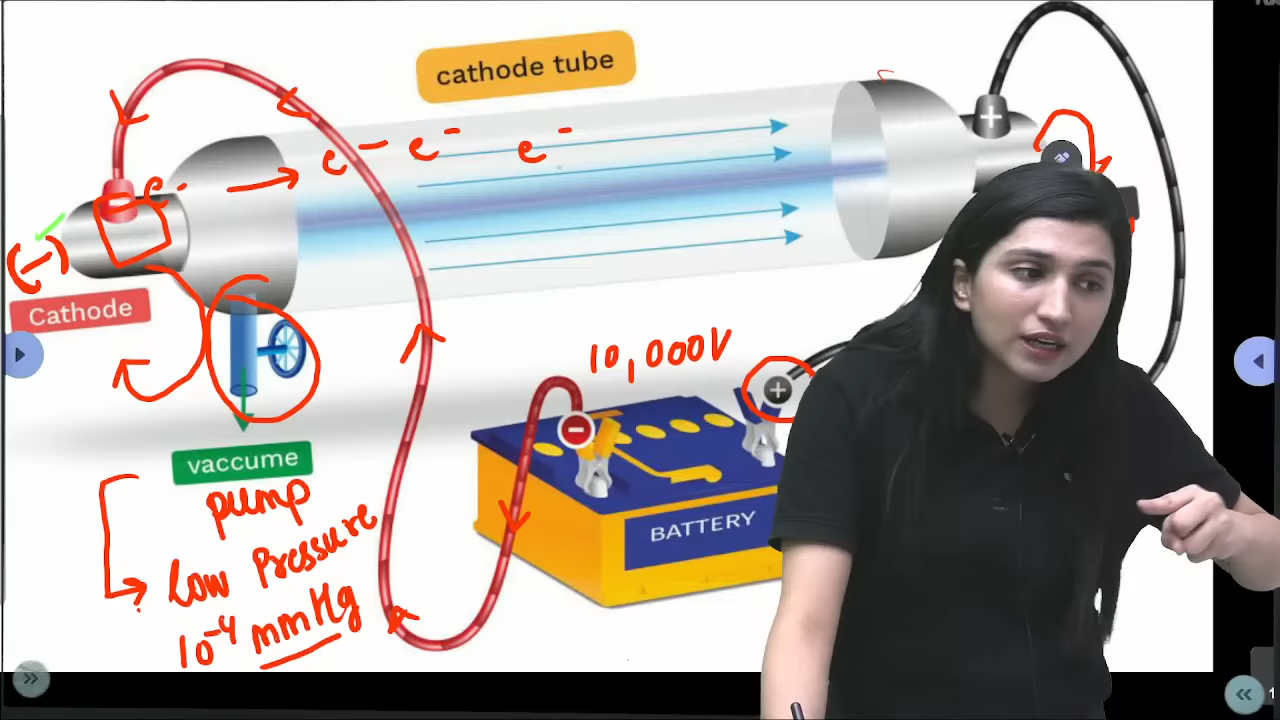 cathode tube
e⁻ e⁻ e⁻
e⁻
+
(−)
Cathode
10,000V
+
−
vaccume
pump
BATTERY
Low Pressure
10⁻⁴ mmHg